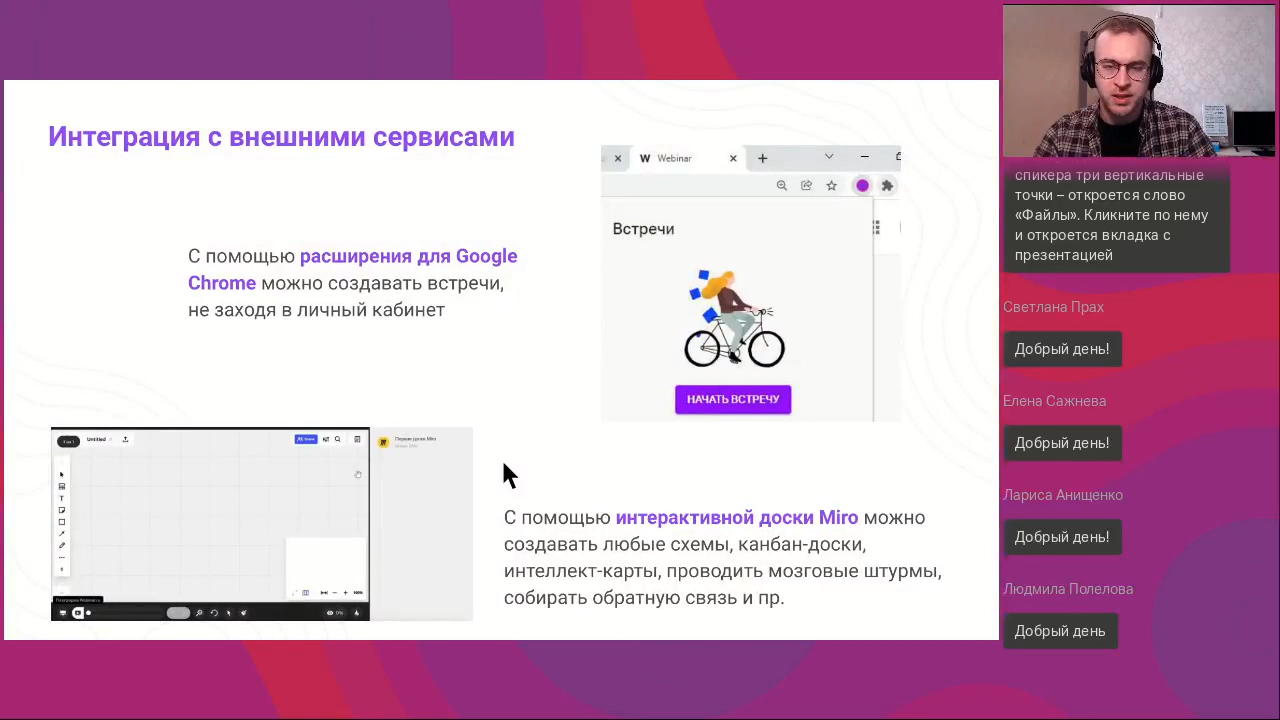 Интеграция с внешними сервисами
W Webinar
Встречи
НАЧАТЬ ВСТРЕЧУ
С помощью расширения для Google
Chrome можно создавать встречи,
не заходя в личный кабинет
Untitled
Первая доска Miro
С помощью интерактивной доски Miro можно
создавать любые схемы, канбан-доски,
интеллект-карты, проводить мозговые штурмы,
собирать обратную связь и пр.
спикера три вертикальные
точки – откроется слово
«Файлы». Кликните по нему
и откроется вкладка с
презентацией
Светлана Прах
Добрый день!
Елена Сажнева
Добрый день!
Лариса Анищенко
Добрый день!
Людмила Полелова
Добрый день